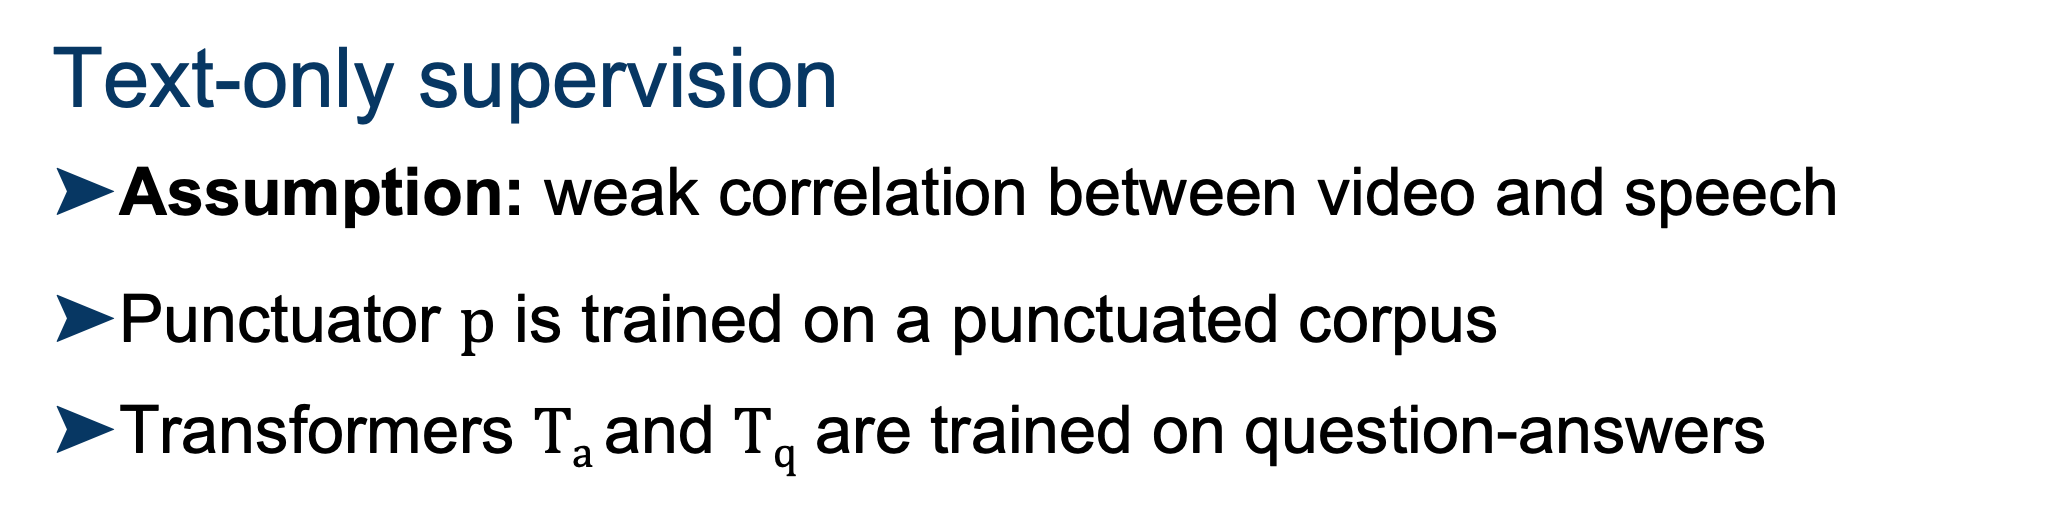 Text-only supervision
➤Assumption: weak correlation between video and speech
➤Punctuator p is trained on a punctuated corpus
➤Transformers Tₐ and T_q are trained on question-answers